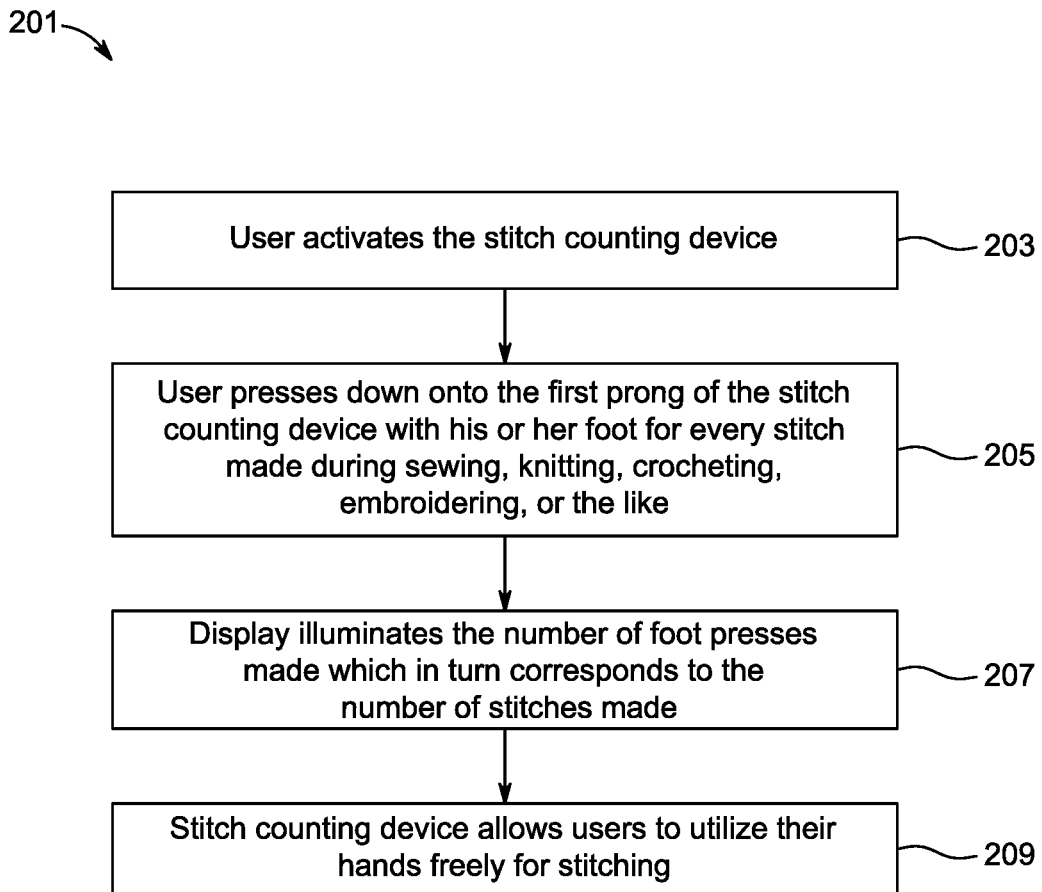 201
User activates the stitch counting device
203
User presses down onto the first prong of the stitch
counting device with his or her foot for every stitch
made during sewing, knitting, crocheting,
embroidering, or the like
205
Display illuminates the number of foot presses
made which in turn corresponds to the
number of stitches made
207
Stitch counting device allows users to utilize their
hands freely for stitching
209